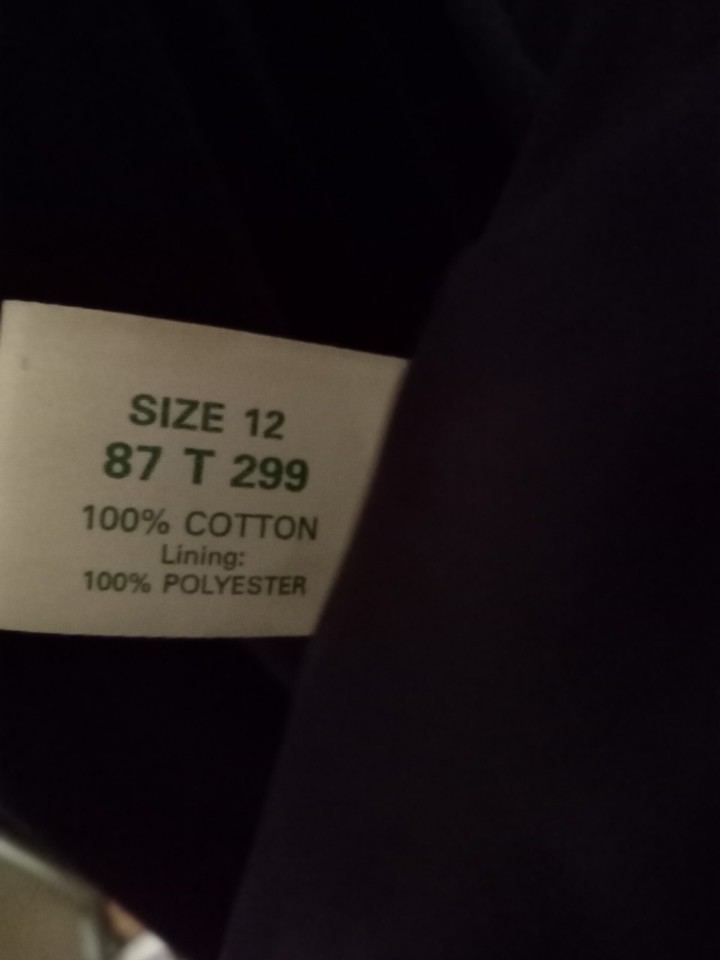 SIZE 12
87 T 299
100% COTTON
Lining:
100% POLYESTER